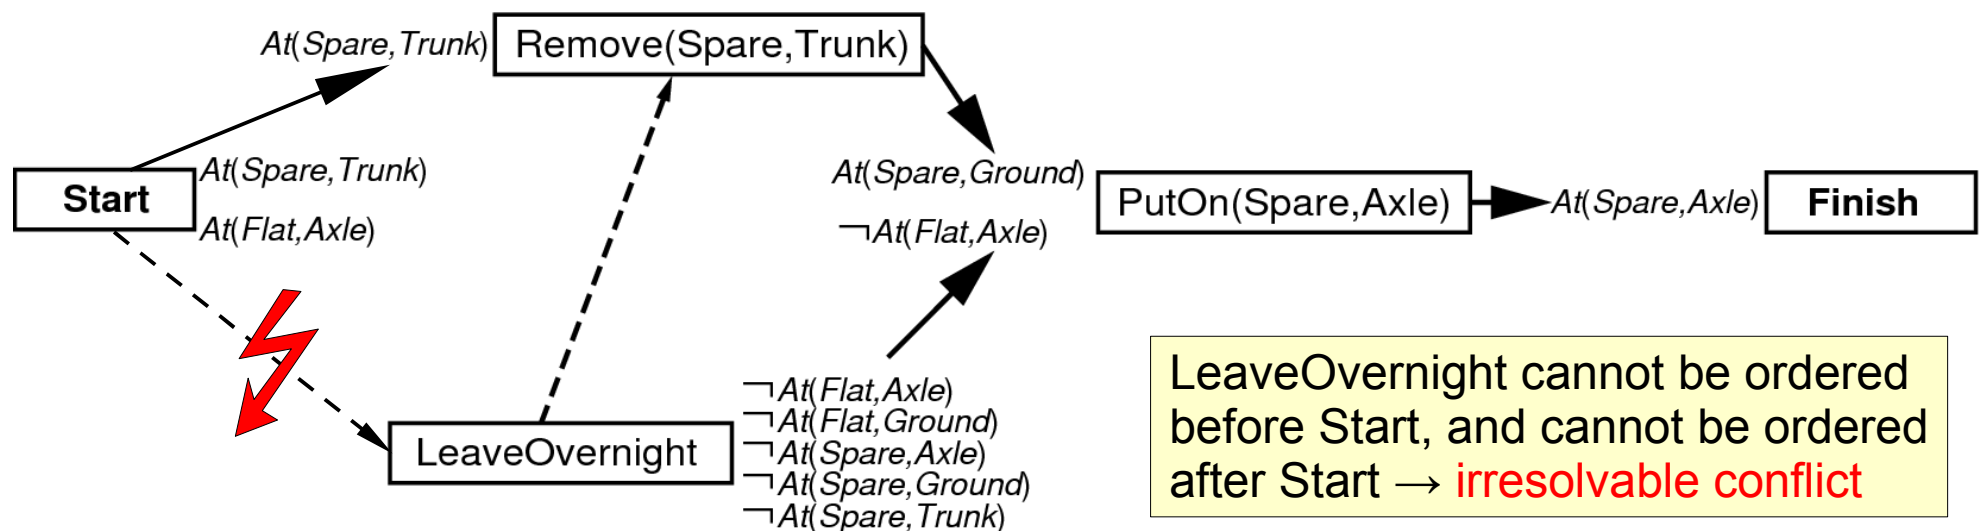 At(Spare,Trunk)
Remove(Spare,Trunk)
Start
At(Spare,Trunk)
At(Flat,Axle)
At(Spare,Ground)
¬At(Flat,Axle)
PutOn(Spare,Axle)
At(Spare,Axle)
Finish
LeaveOvernight
¬At(Flat,Axle)
¬At(Flat,Ground)
¬At(Spare,Axle)
¬At(Spare,Ground)
¬At(Spare,Trunk)
LeaveOvernight cannot be ordered
before Start, and cannot be ordered
after Start → irresolvable conflict